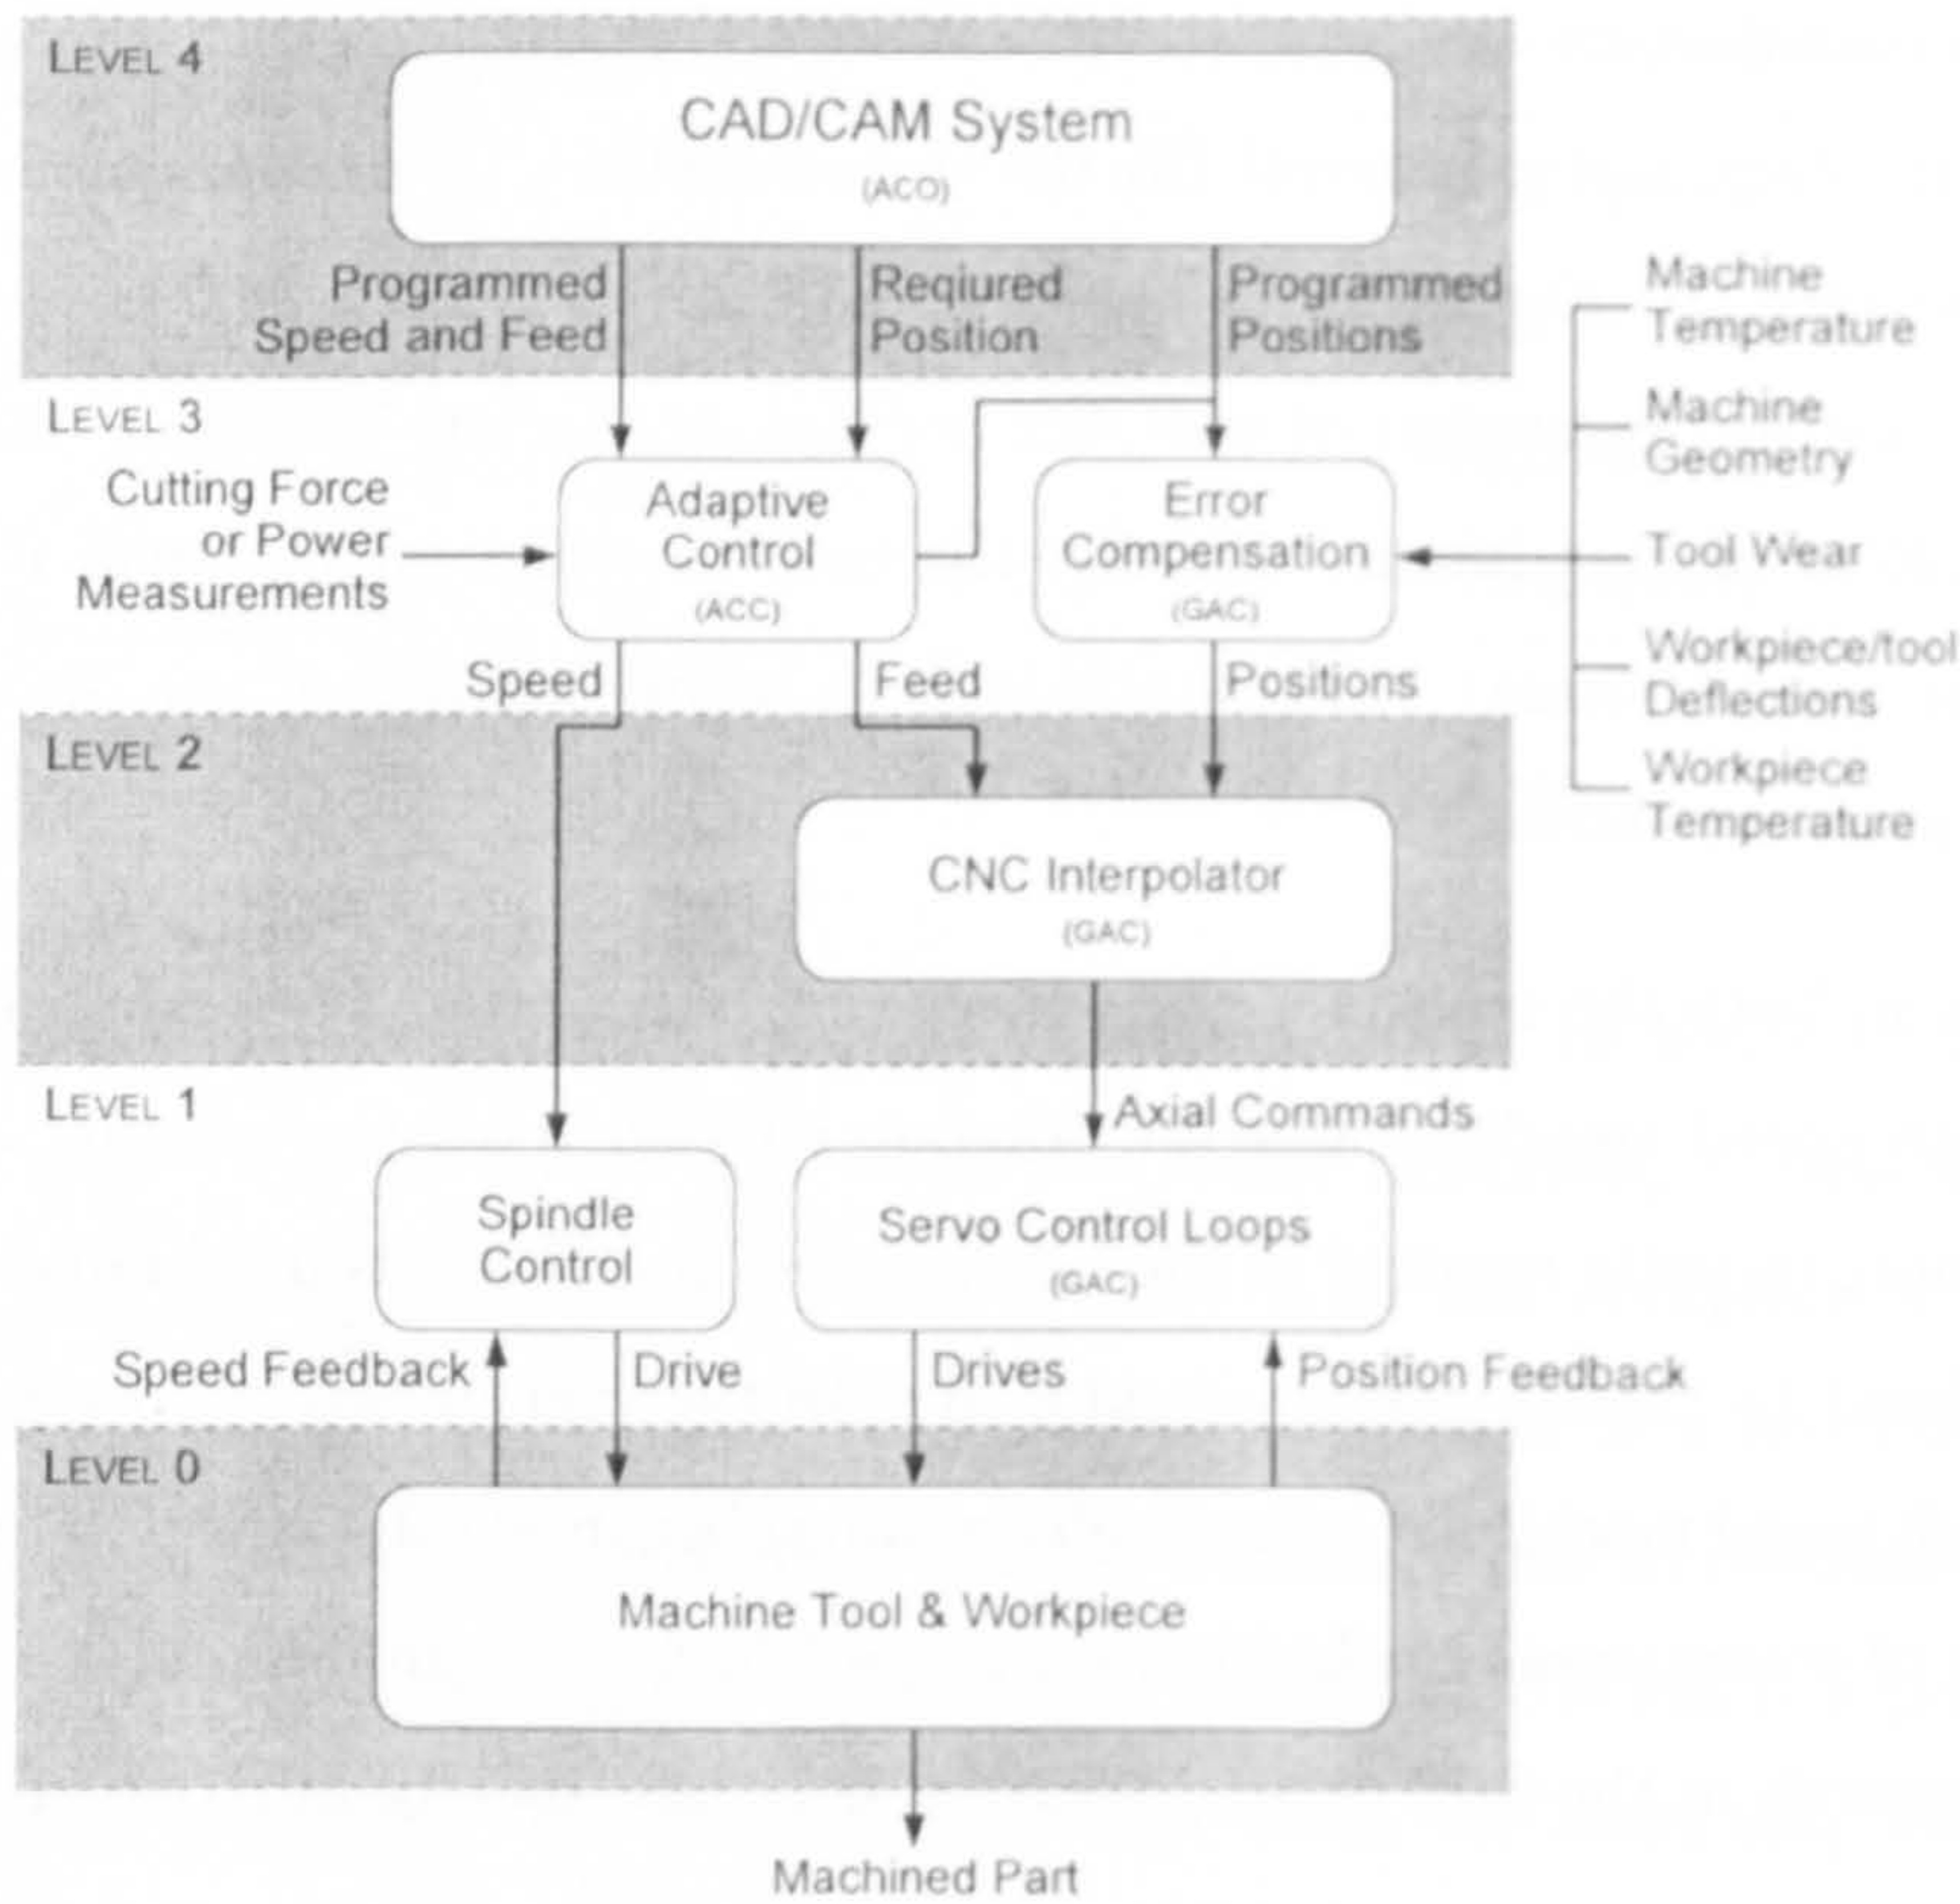 LEVEL 4
CAD/CAM System
(ACO)
Programmed
Speed and Feed
Reqiured
Position
Programmed
Positions
Machine
Temperature
Machine
Geometry
Tool Wear
Workpiece/tool
Deflections
Workpiece
Temperature
LEVEL 3
Cutting Force
or Power
Measurements
Adaptive
Control
(ACC)
Error
Compensation
(GAC)
Speed
Feed
Positions
LEVEL 2
CNC Interpolator
(GAC)
LEVEL 1
Axial Commands
Spindle
Control
Servo Control Loops
(GAC)
Speed Feedback
Drive
Drives
Position Feedback
LEVEL 0
Machine Tool & Workpiece
Machined Part